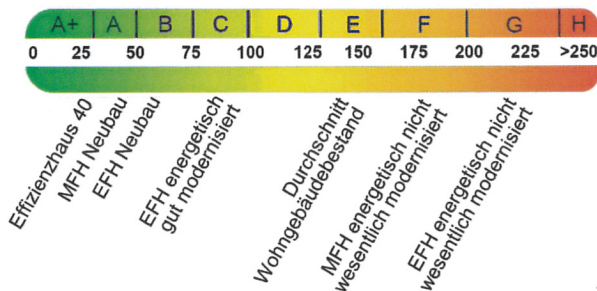 A+ A B C D E F G H
0 25 50 75 100 125 150 175 200 225 >250
Effizienzhaus 40
MFH Neubau
EFH Neubau
EFH energetisch
gut modernisiert
Durchschnitt
Wohngebäudebestand
MFH energetisch nicht
wesentlich modernisiert
EFH energetisch nicht
wesentlich modernisiert